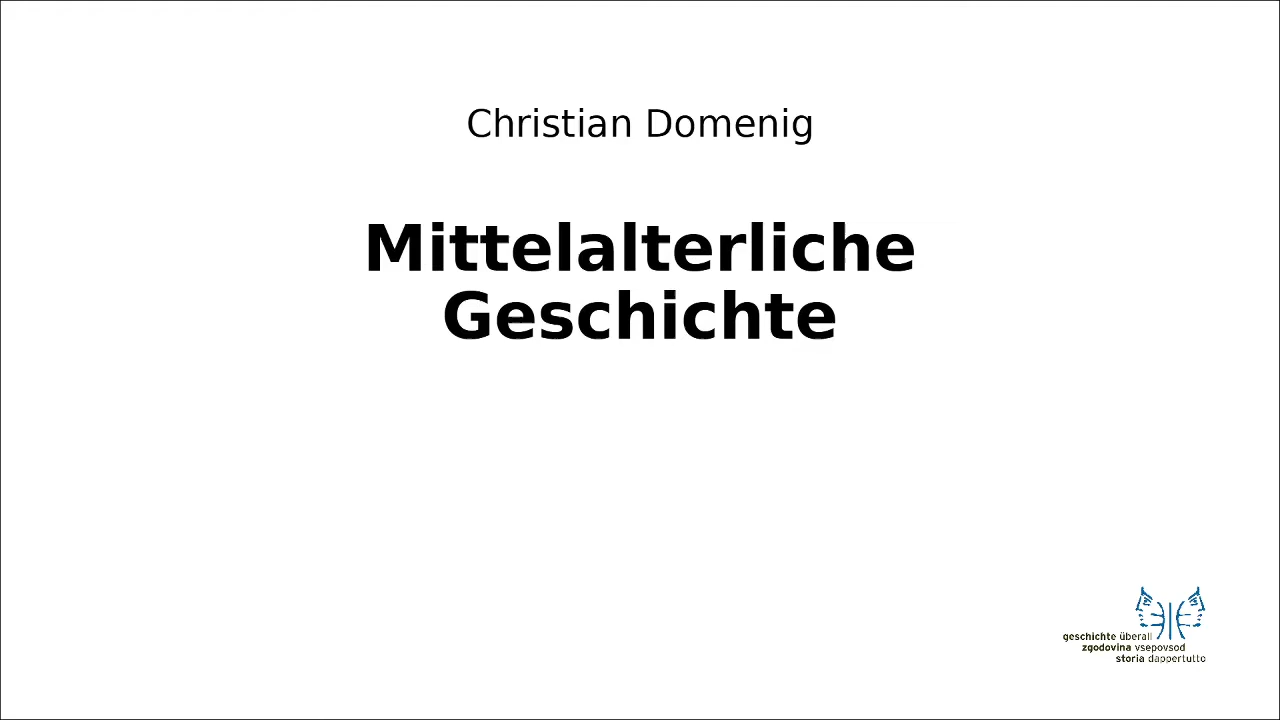 Christian Domenig
Mittelalterliche
Geschichte
geschichte überall
zgodovina vsepovsod
storia dappertutto